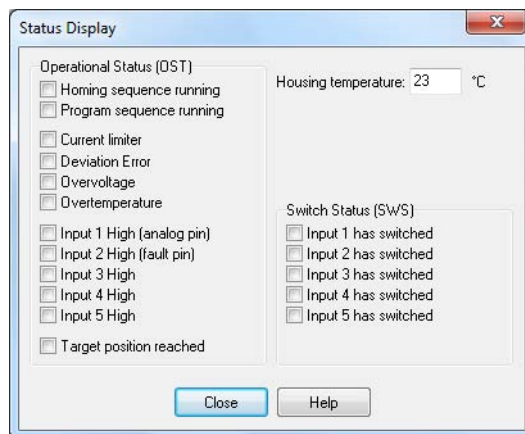 Status Display
Operational Status (OST)
Homing sequence running
Program sequence running
Current limiter
Deviation Error
Overvoltage
Overtemperature
Input 1 High (analog pin)
Input 2 High (fault pin)
Input 3 High
Input 4 High
Input 5 High
Target position reached
Housing temperature: 23 °C
Switch Status (SWS)
Input 1 has switched
Input 2 has switched
Input 3 has switched
Input 4 has switched
Input 5 has switched
Close
Help